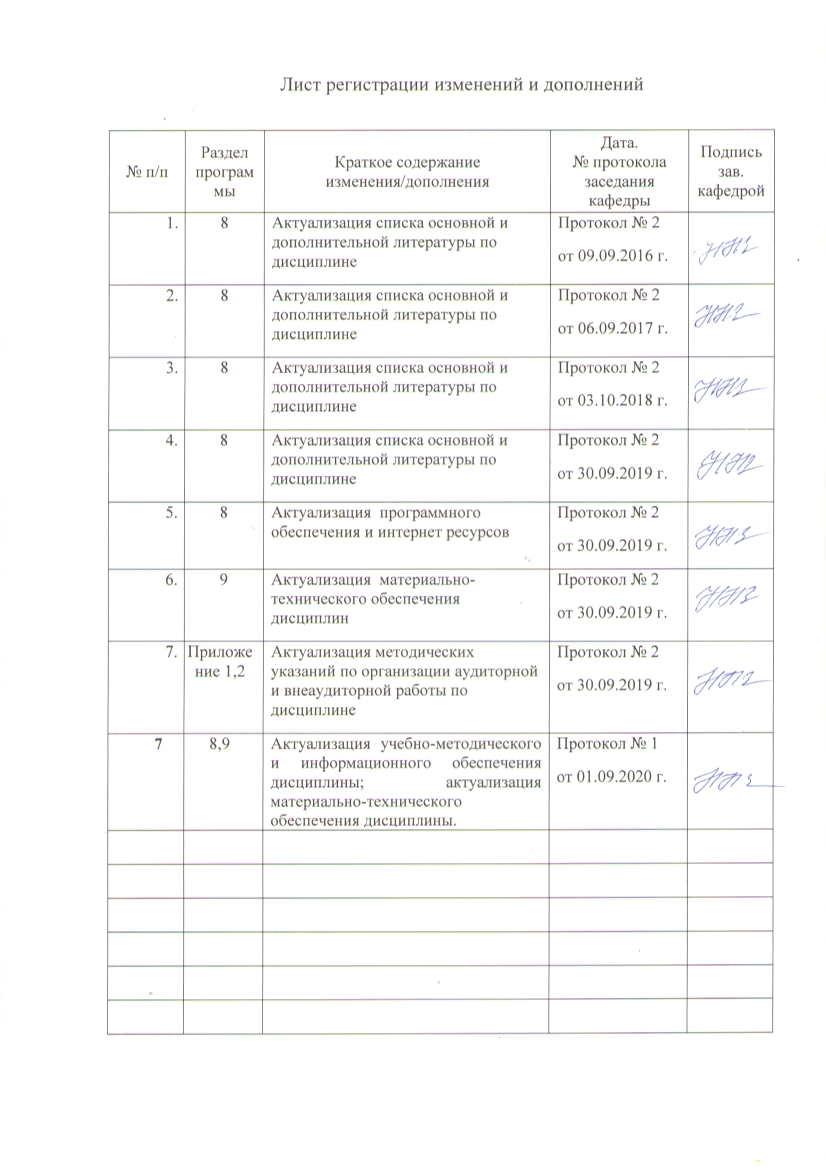 Лист регистрации изменений и дополнений
№ п/п
Раздел
програм
мы
Краткое содержание
изменения/дополнения
Дата.
№ протокола
заседания
кафедры
Подпись
зав.
кафедрой
1.
8
Актуализация списка основной и
дополнительной литературы по
дисциплине
Протокол № 2
от 09.09.2016 г.
2.
8
Актуализация списка основной и
дополнительной литературы по
дисциплине
Протокол № 2
от 06.09.2017 г.
3.
8
Актуализация списка основной и
дополнительной литературы по
дисциплине
Протокол № 2
от 03.10.2018 г.
4.
8
Актуализация списка основной и
дополнительной литературы по
дисциплине
Протокол № 2
от 30.09.2019 г.
5.
8
Актуализация программного
обеспечения и интернет ресурсов
Протокол № 2
от 30.09.2019 г.
6.
9
Актуализация материально-
технического обеспечения
дисциплин
Протокол № 2
от 30.09.2019 г.
7.
Приложе
ние 1,2
Актуализация методических
указаний по организации аудиторной
и внеаудиторной работы по
дисциплине
Протокол № 2
от 30.09.2019 г.
7
8,9
Актуализация учебно-методического
и информационного обеспечения
дисциплины; актуализация
материально-технического
обеспечения дисциплины.
Протокол № 1
от 01.09.2020 г.